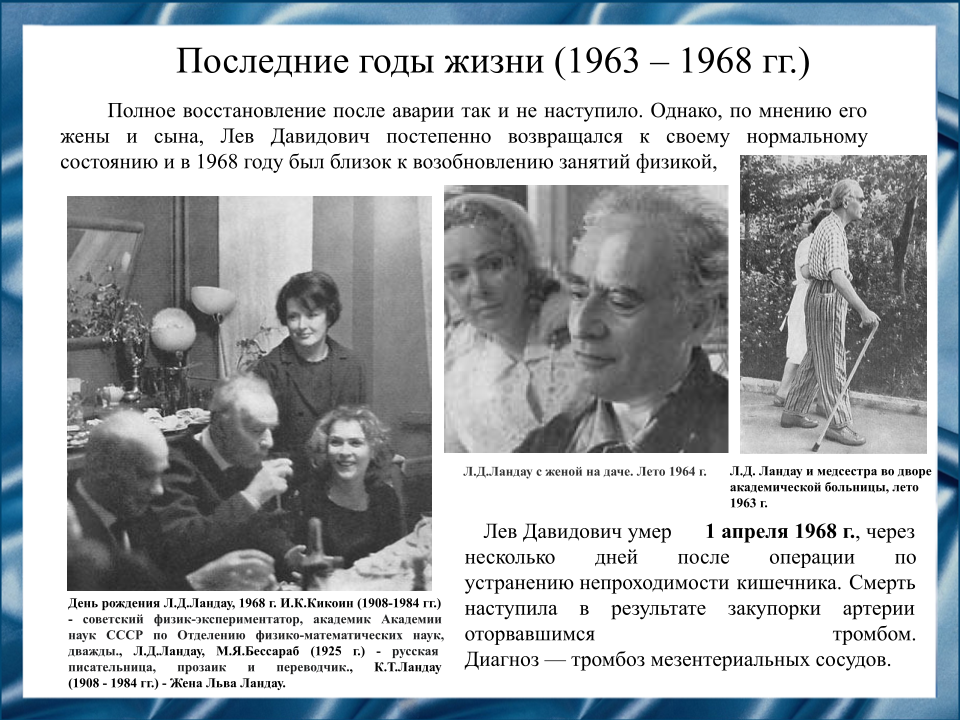 Последние годы жизни (1963 – 1968 гг.)
Полное восстановление после аварии так и не наступило. Однако, по мнению его
жены и сына, Лев Давидович постепенно возвращался к своему нормальному
состоянию и в 1968 году был близок к возобновлению занятий физикой,
Л.Д.Ландау с женой на даче. Лето 1964 г.
Л.Д. Ландау и медсестра во дворе
академической больницы, лето
1963 г.
День рождения Л.Д.Ландау, 1968 г. И.К.Кикоин (1908-1984 гг.)
- советский физик-экспериментатор, академик Академии
наук СССР по Отделению физико-математических наук,
дважды., Л.Д.Ландау, М.Я.Бессараб (1925 г.) - русская
писательница, прозаик и переводчик., К.Т.Ландау
(1908 - 1984 гг.) - Жена Льва Ландау.
Лев Давидович умер 1 апреля 1968 г., через
несколько дней после операции по
устранению непроходимости кишечника. Смерть
наступила в результате закупорки артерии
оторвавшимся тромбом.
Диагноз — тромбоз мезентериальных сосудов.